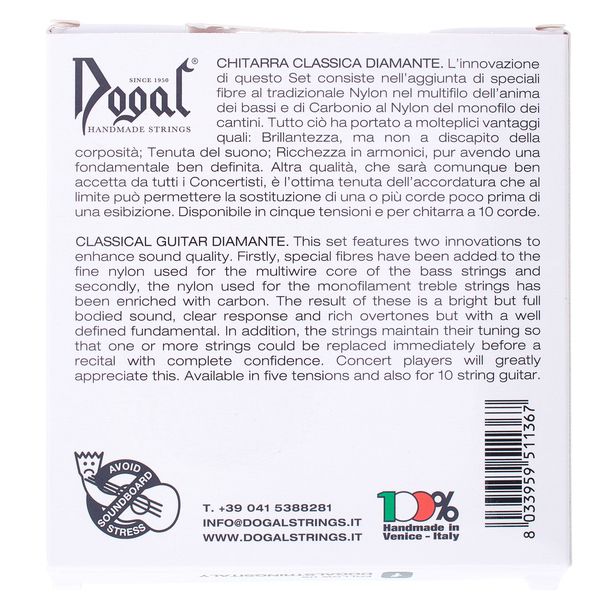 SINCE 1950
Dogal®
HANDMADE STRINGS
CHITARRA CLASSICA DIAMANTE. L'innovazione
di questo Set consiste nell'aggiunta di speciali
fibre al tradizionale Nylon nel multifilo dell'anima
dei bassi e di Carbonio al Nylon del monofilo dei
cantini. Tutto ciò ha portato a molteplici vantaggi
quali: Brillantezza, ma non a discapito della
corposità; Tenuta del suono; Ricchezza in armonici, pur avendo una
fondamentale ben definita. Altra qualità, che sarà comunque ben
accetta da tutti i Concertisti, è l'ottima tenuta dell'accordatura che al
limite può permettere la sostituzione di una o più corde poco prima di
una esibizione. Disponibile in cinque tensioni e per chitarra a 10 corde.
CLASSICAL GUITAR DIAMANTE. This set features two innovations to
enhance sound quality. Firstly, special fibres have been added to the
fine nylon used for the multiwire core of the bass strings and
secondly, the nylon used for the monofilament treble strings has
been enriched with carbon. The result of these is a bright but full
bodied sound, clear response and rich overtones but with a well
defined fundamental. In addition, the strings maintain their tuning so
that one or more strings could be replaced immediately before a
recital with complete confidence. Concert players will greatly
appreciate this. Available in five tensions and also for 10 string guitar.
AVOID
SOUNDBOARD
STRESS
T. +39 041 5388281
INFO@DOGALSTRINGS.IT
WWW.DOGALSTRINGS.IT
100%
Handmade in
Venice - Italy
8 033959 511367
DOGALSTRINGSITALY